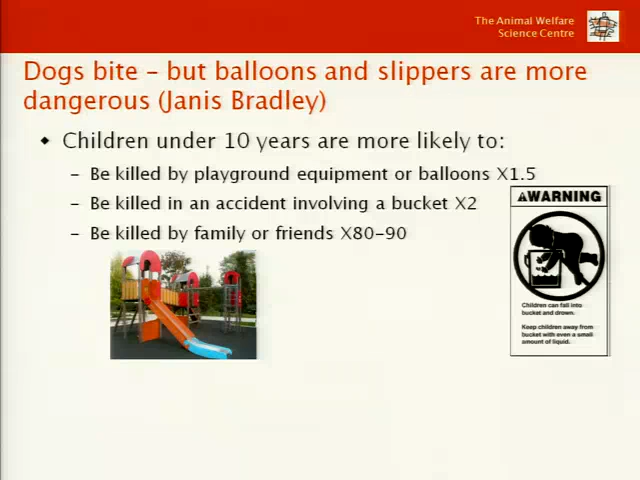 The Animal Welfare
Science Centre
Dogs bite – but balloons and slippers are more
dangerous (Janis Bradley)
◆ Children under 10 years are more likely to:
– Be killed by playground equipment or balloons X1.5
– Be killed in an accident involving a bucket X2
– Be killed by family or friends X80-90
WARNING
Children can fall into
bucket and drown.
Keep children away from
bucket with even a small
amount of liquid.